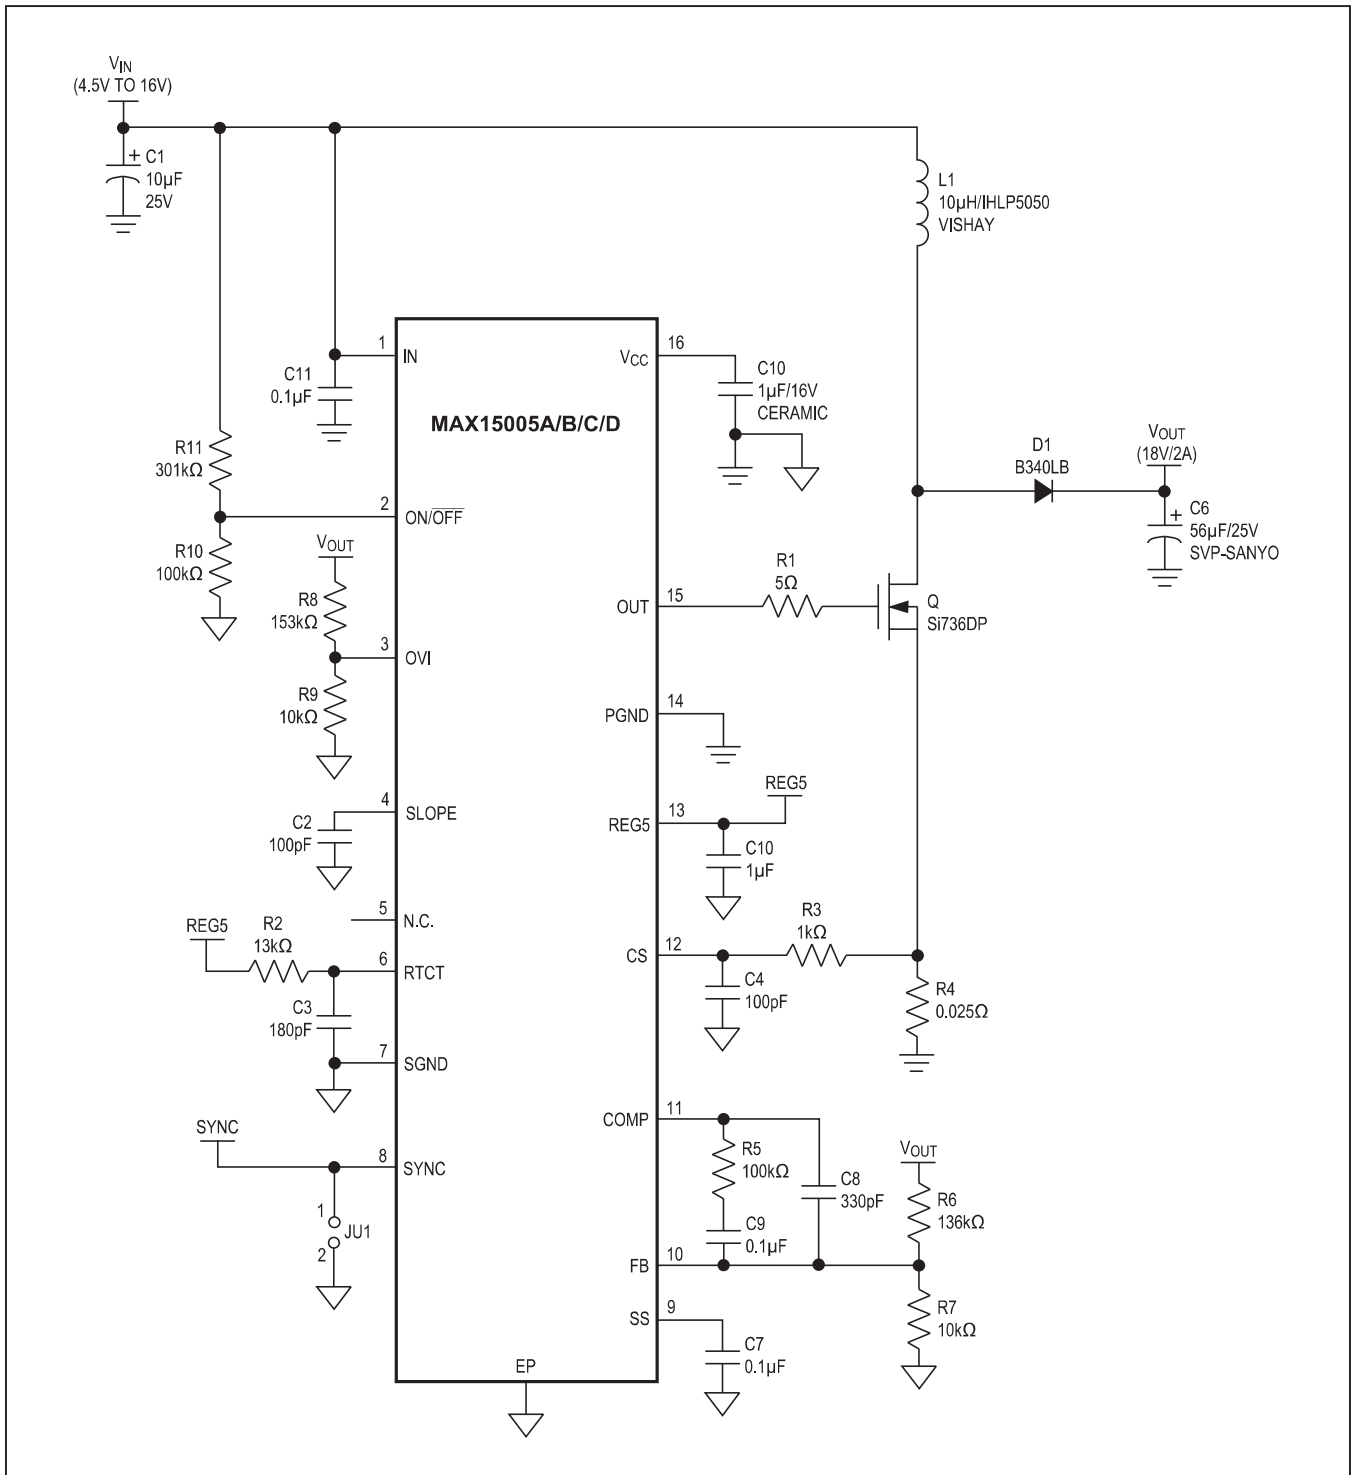 VIN
(4.5V TO 16V)
+ C1
10µF
25V
L1
10µH/IHLP5050
VISHAY
1
IN
C11
0.1µF
16
VCC
C10
1µF/16V
CERAMIC
MAX15005A/B/C/D
R11
301kΩ
2
ON/OFF
R10
100kΩ
D1
B340LB
VOUT
(18V/2A)
+ C6
56µF/25V
SVP-SANYO
VOUT
R8
153kΩ
3
OVI
R9
10kΩ
OUT
15
R1
5Ω
Q
Si736DP
PGND
14
4
SLOPE
C2
100pF
REG5
13
REG5
C10
1µF
5
N.C.
REG5
R2
13kΩ
6
RTCT
C3
180pF
7
SGND
CS
12
R3
1kΩ
C4
100pF
R4
0.025Ω
SYNC
8
SYNC
1
JU1
2
COMP
11
R5
100kΩ
C8
330pF
C9
0.1µF
VOUT
R6
136kΩ
FB
10
R7
10kΩ
SS
9
C7
0.1µF
EP